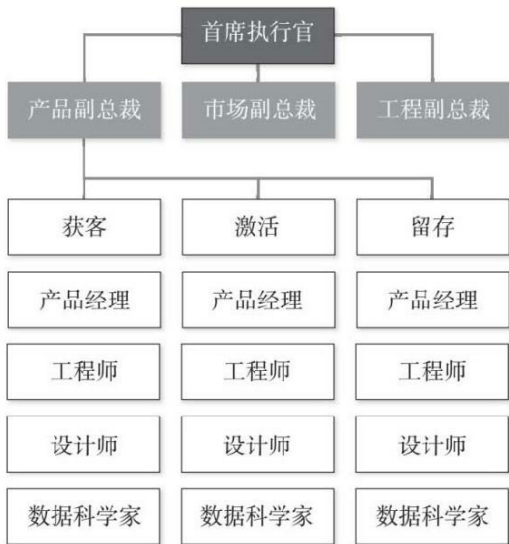 首席执行官
产品副总裁 市场副总裁 工程副总裁
获客 激活 留存
产品经理 产品经理 产品经理
工程师 工程师 工程师
设计师 设计师 设计师
数据科学家 数据科学家 数据科学家